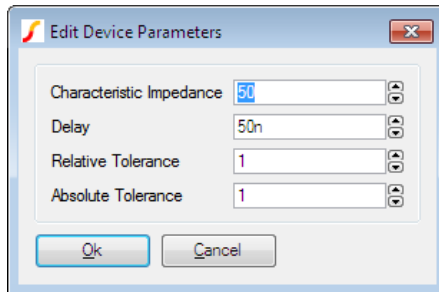 Edit Device Parameters
Characteristic Impedance 50
Delay 50n
Relative Tolerance 1
Absolute Tolerance 1
Ok Cancel